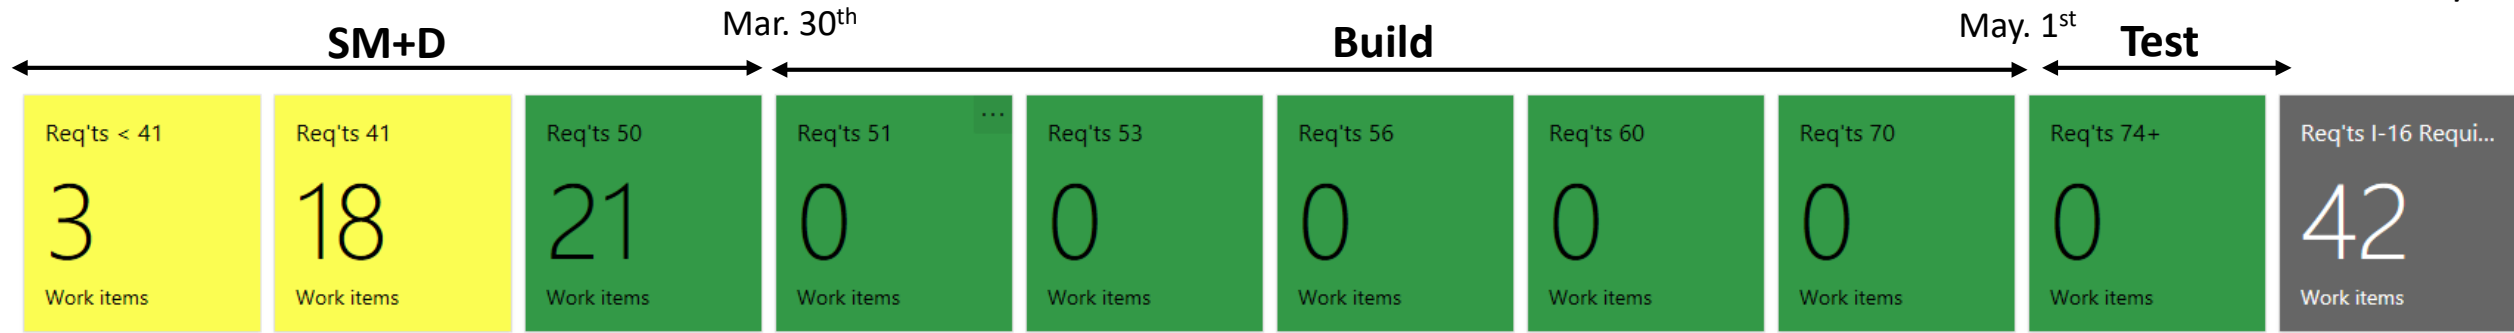 SM+D
Mar. 30th
Build
May. 1st
Test
Req'ts < 41
3
Work items
Req'ts 41
18
Work items
Req'ts 50
21
Work items
Req'ts 51
...
0
Work items
Req'ts 53
0
Work items
Req'ts 56
0
Work items
Req'ts 60
0
Work items
Req'ts 70
0
Work items
Req'ts 74+
0
Work items
Req'ts I-16 Requi...
42
Work items